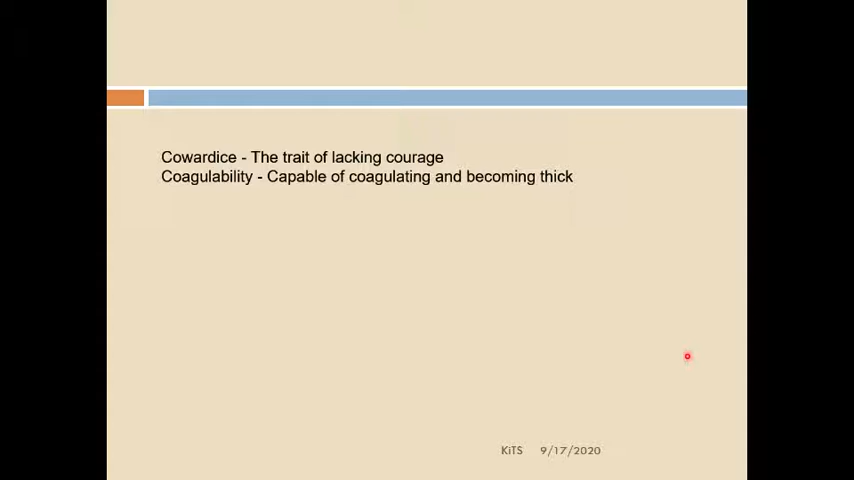 Cowardice - The trait of lacking courage
Coagulability - Capable of coagulating and becoming thick
KiTS 9/17/2020